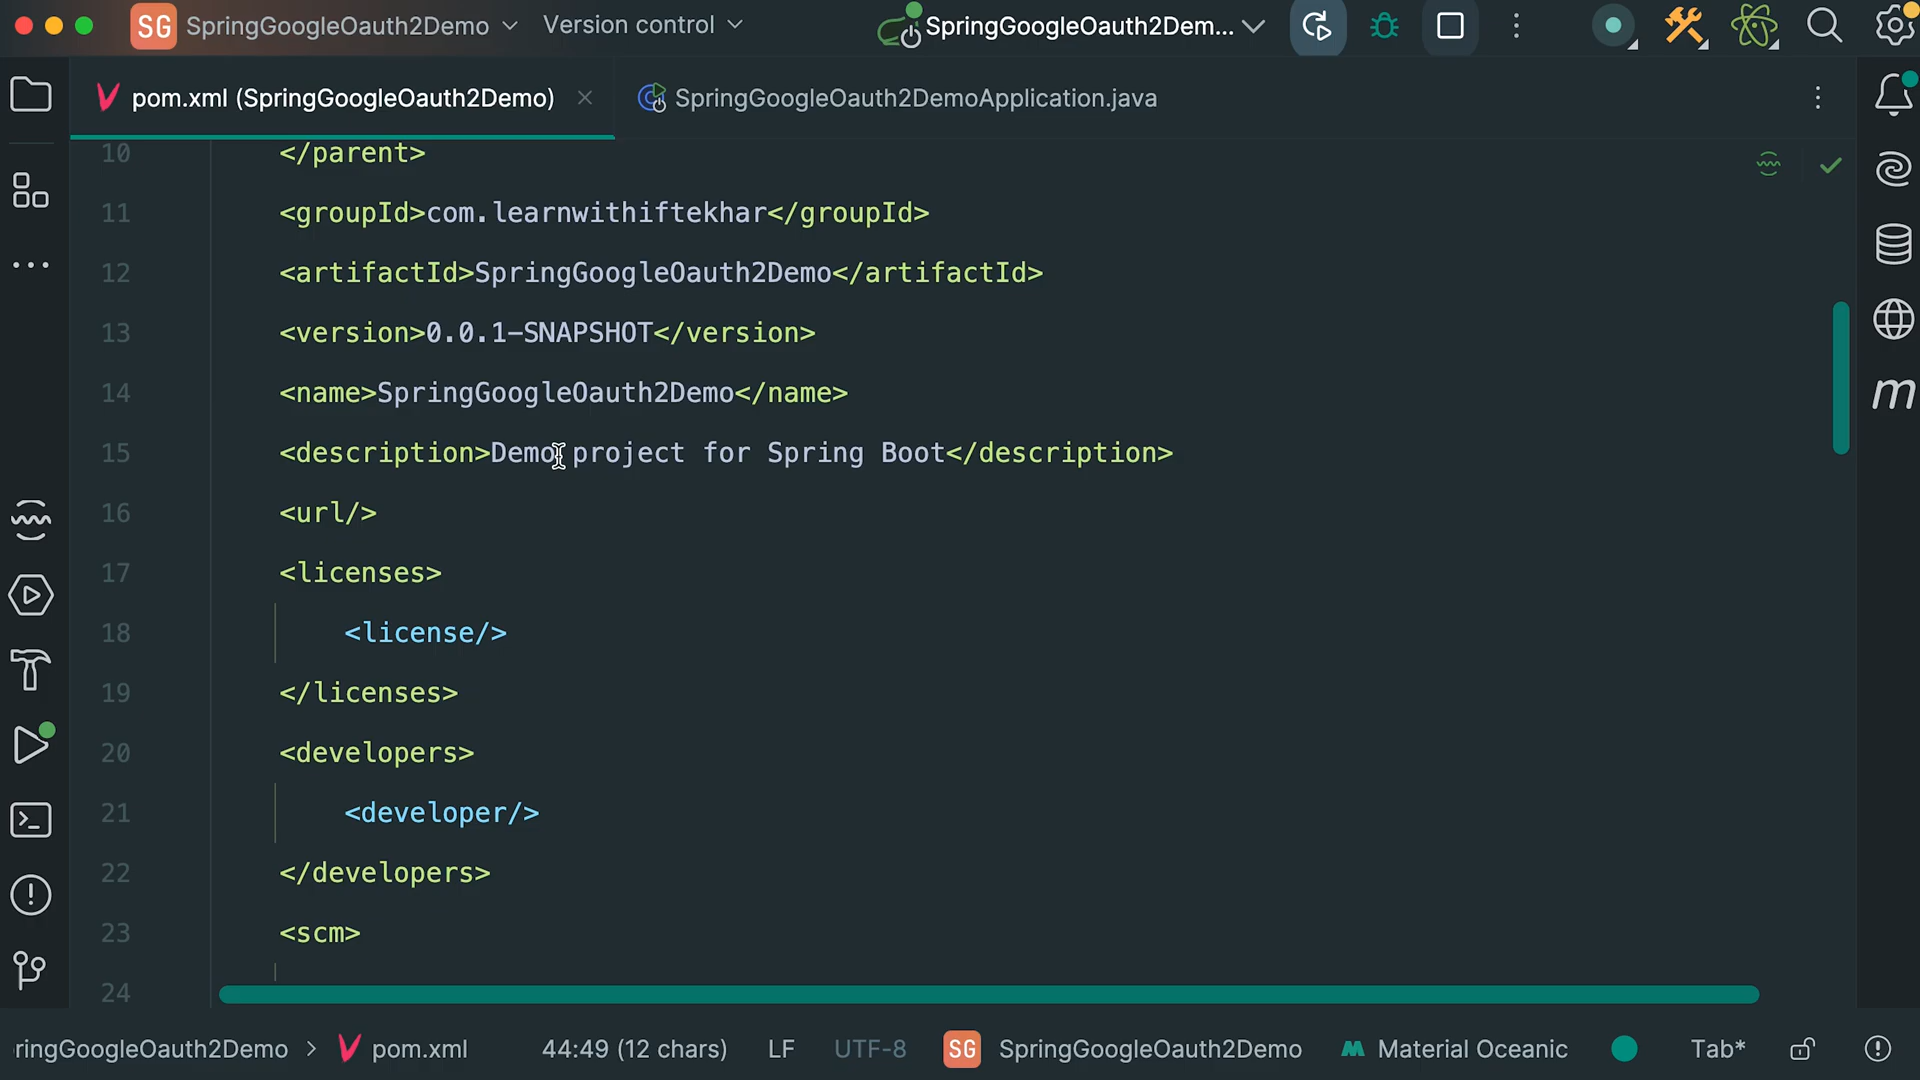 SG SpringGoogleOauth2Demo Version control SpringGoogleOauth2Dem...
pom.xml (SpringGoogleOauth2Demo) SpringGoogleOauth2DemoApplication.java
10 </parent>
11 <groupId>com.learnwithiftekhar</groupId>
12 <artifactId>SpringGoogleOauth2Demo</artifactId>
13 <version>0.0.1-SNAPSHOT</version>
14 <name>SpringGoogleOauth2Demo</name>
15 <description>Demo project for Spring Boot</description>
16 <url/>
17 <licenses>
18 <license/>
19 </licenses>
20 <developers>
21 <developer/>
22 </developers>
23 <scm>
24
ringGoogleOauth2Demo > pom.xml 44:49 (12 chars) LF UTF-8 SG SpringGoogleOauth2Demo Material Oceanic Tab*